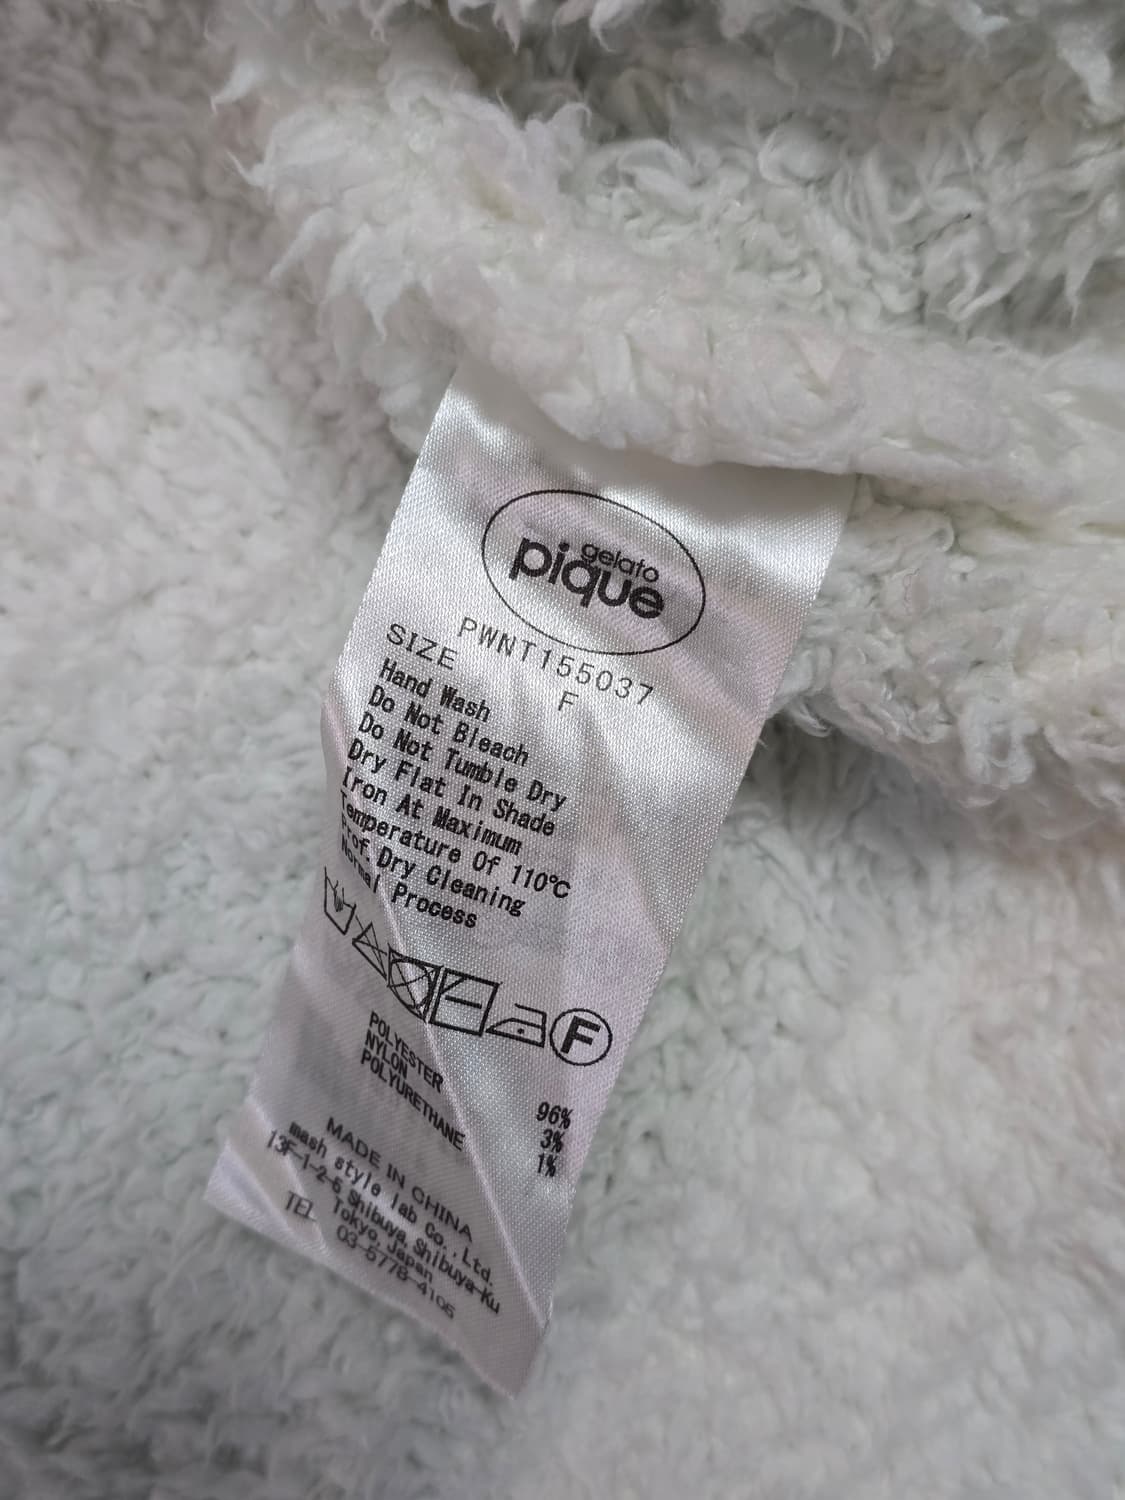 gelato
pique
PWNT155037
SIZE F
Hand Wash
Do Not Bleach
Do Not Tumble Dry
Dry Flat In Shade
Iron At Maximum
Temperature Of 110℃
Prof. Dry Cleaning
Normal Process
F
POLYESTER 96%
NYLON 3%
POLYURETHANE 1%
MADE IN CHINA
mash style lab Co.,Ltd.
13F-1-2-6 Shibuya,Shibuya-Ku
Tokyo,Japan
TEL 03-5778-4105